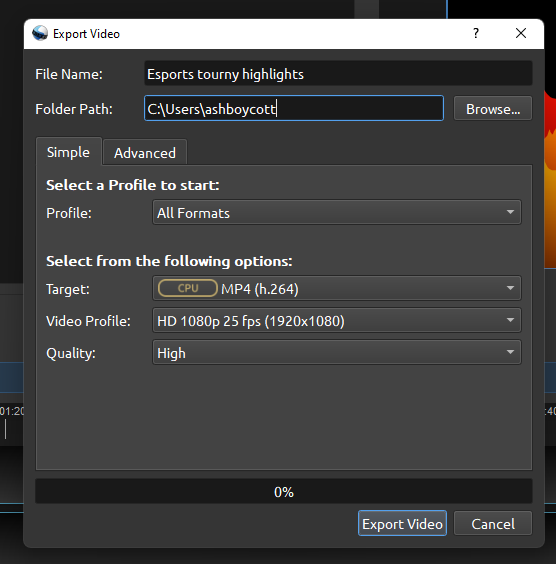 Export Video
?
File Name: Esports tourny highlights
Folder Path: C:\Users\ashboycott Browse...
Simple Advanced
Select a Profile to start:
Profile: All Formats
Select from the following options:
Target: CPU MP4 (h.264)
Video Profile: HD 1080p 25 fps (1920x1080)
Quality: High
01:20
:40
0%
Export Video Cancel